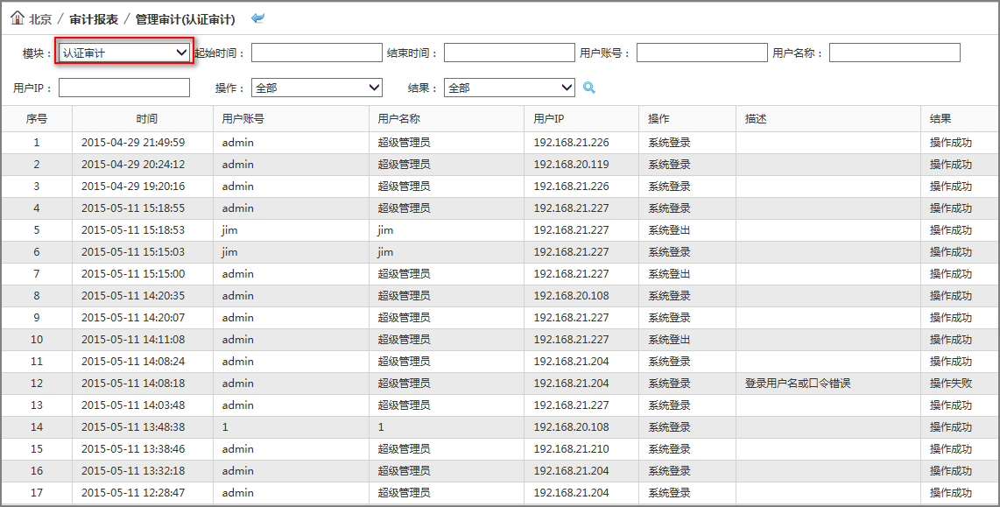 北京 / 审计报表 / 管理审计(认证审计)
模块： 认证审计 起始时间： 结束时间： 用户账号： 用户名称：
用户IP： 操作： 全部 结果： 全部
序号 时间 用户账号 用户名称 用户IP 操作 描述 结果
1 2015-04-29 21:49:59 admin 超级管理员 192.168.21.226 系统登录 操作成功
2 2015-04-29 20:24:12 admin 超级管理员 192.168.20.119 系统登录 操作成功
3 2015-04-29 19:20:16 admin 超级管理员 192.168.21.226 系统登录 操作成功
4 2015-05-11 15:18:55 admin 超级管理员 192.168.21.227 系统登录 操作成功
5 2015-05-11 15:18:53 jim jim 192.168.21.227 系统登出 操作成功
6 2015-05-11 15:15:03 jim jim 192.168.21.227 系统登录 操作成功
7 2015-05-11 15:15:00 admin 超级管理员 192.168.21.227 系统登出 操作成功
8 2015-05-11 14:20:35 admin 超级管理员 192.168.20.108 系统登录 操作成功
9 2015-05-11 14:20:07 admin 超级管理员 192.168.21.227 系统登录 操作成功
10 2015-05-11 14:11:08 admin 超级管理员 192.168.21.227 系统登出 操作成功
11 2015-05-11 14:08:24 admin 超级管理员 192.168.21.204 系统登录 操作成功
12 2015-05-11 14:08:18 admin 超级管理员 192.168.21.204 系统登录 登录用户名或口令错误 操作失败
13 2015-05-11 14:03:48 admin 超级管理员 192.168.21.227 系统登录 操作成功
14 2015-05-11 13:48:38 1 1 192.168.20.108 系统登录 操作成功
15 2015-05-11 13:38:46 admin 超级管理员 192.168.21.210 系统登录 操作成功
16 2015-05-11 13:32:18 admin 超级管理员 192.168.21.204 系统登录 操作成功
17 2015-05-11 12:28:47 admin 超级管理员 192.168.21.204 系统登录 操作成功